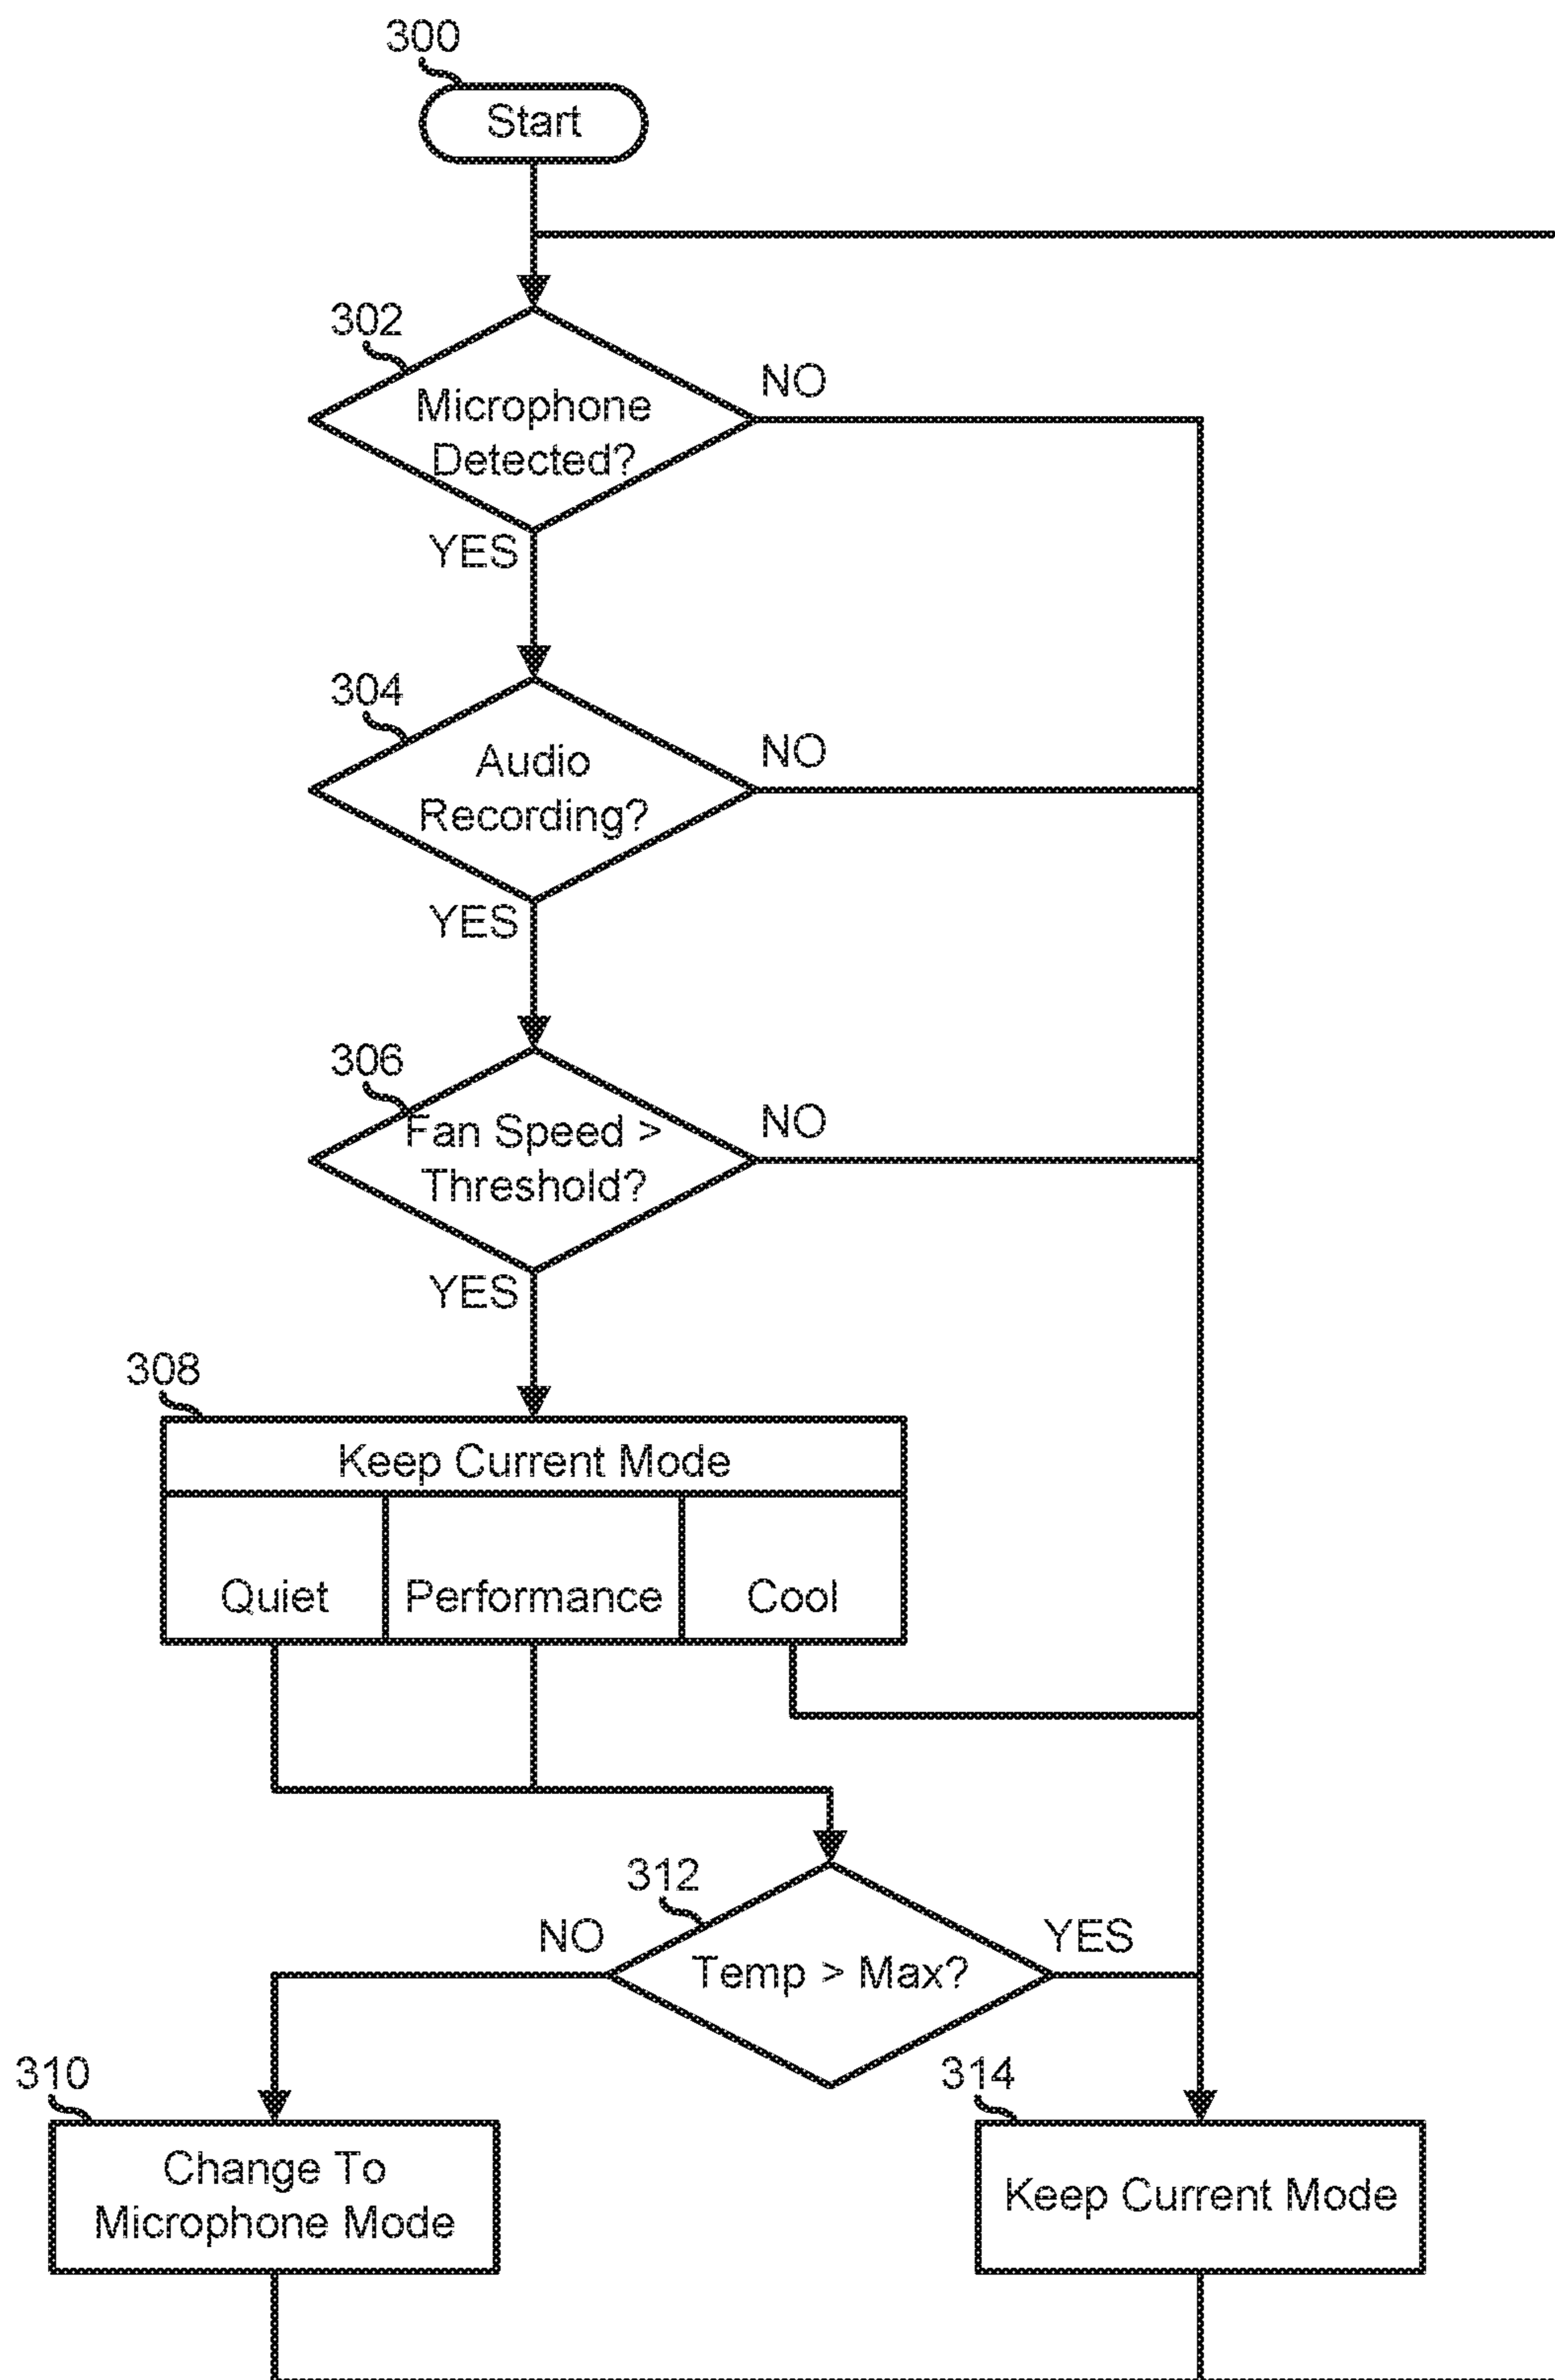 300
Start
302
NO
Microphone
Detected?
YES
304
NO
Audio
Recording?
YES
306
NO
Fan Speed >
Threshold?
YES
308
Keep Current Mode
Quiet
Performance
Cool
312
NO
YES
Temp > Max?
310
314
Change To
Microphone Mode
Keep Current Mode